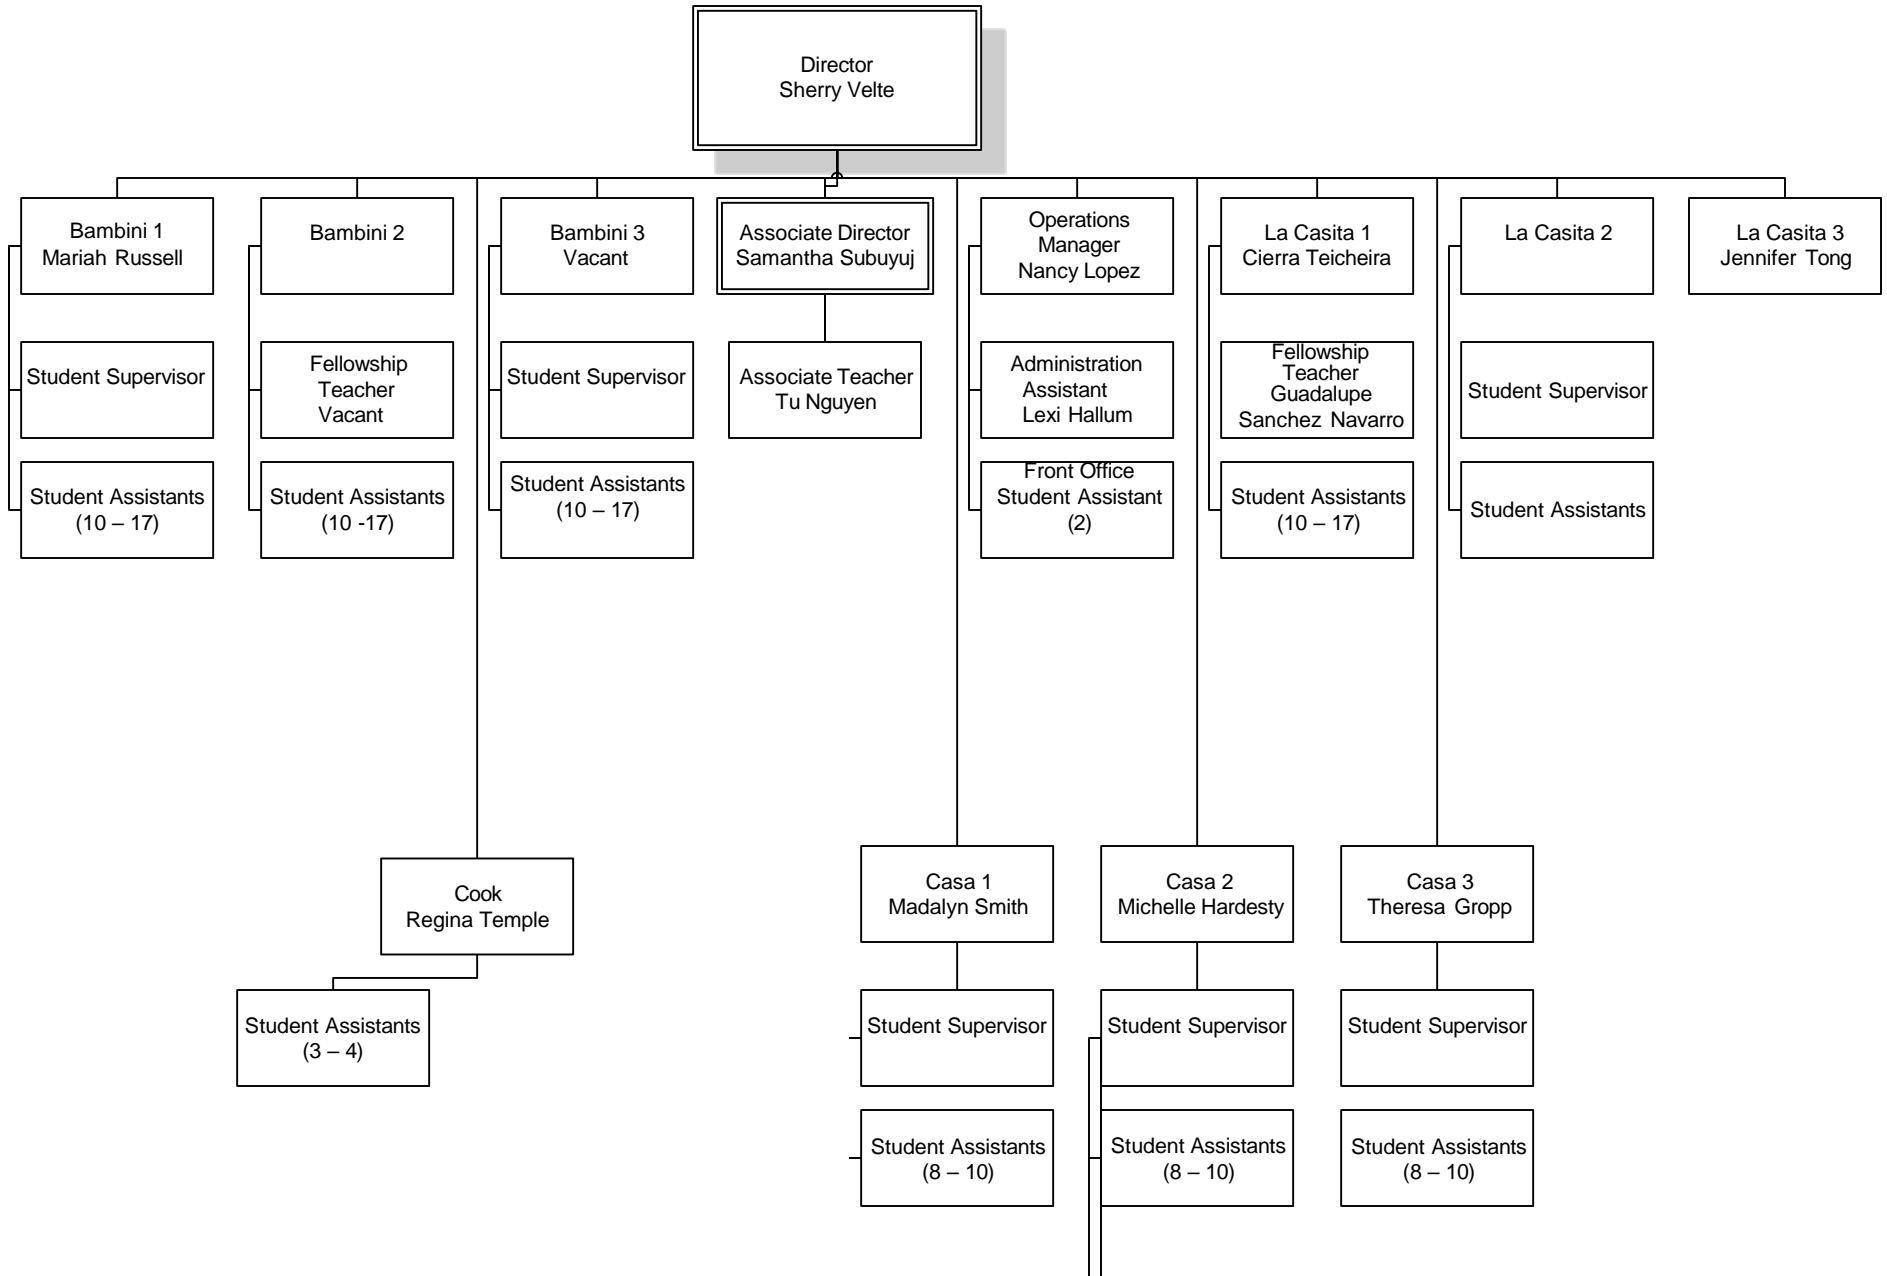 Director
Sherry Velte
Bambini 1
Mariah Russell
Bambini 2
Bambini 3
Vacant
Associate Director
Samantha Subuyuj
Operations
Manager
Nancy Lopez
La Casita 1
Cierra Teicheira
La Casita 2
La Casita 3
Jennifer Tong
Student Supervisor
Fellowship
Teacher
Vacant
Student Supervisor
Associate Teacher
Tu Nguyen
Administration
Assistant
Lexi Hallum
Fellowship
Teacher
Guadalupe
Sanchez Navarro
Student Supervisor
Student Assistants
(10 – 17)
Student Assistants
(10 -17)
Student Assistants
(10 – 17)
Front Office
Student Assistant
(2)
Student Assistants
(10 – 17)
Student Assistants
Cook
Regina Temple
Casa 1
Madalyn Smith
Casa 2
Michelle Hardesty
Casa 3
Theresa Gropp
Student Assistants
(3 – 4)
Student Supervisor
Student Supervisor
Student Supervisor
Student Assistants
(8 – 10)
Student Assistants
(8 – 10)
Student Assistants
(8 – 10)